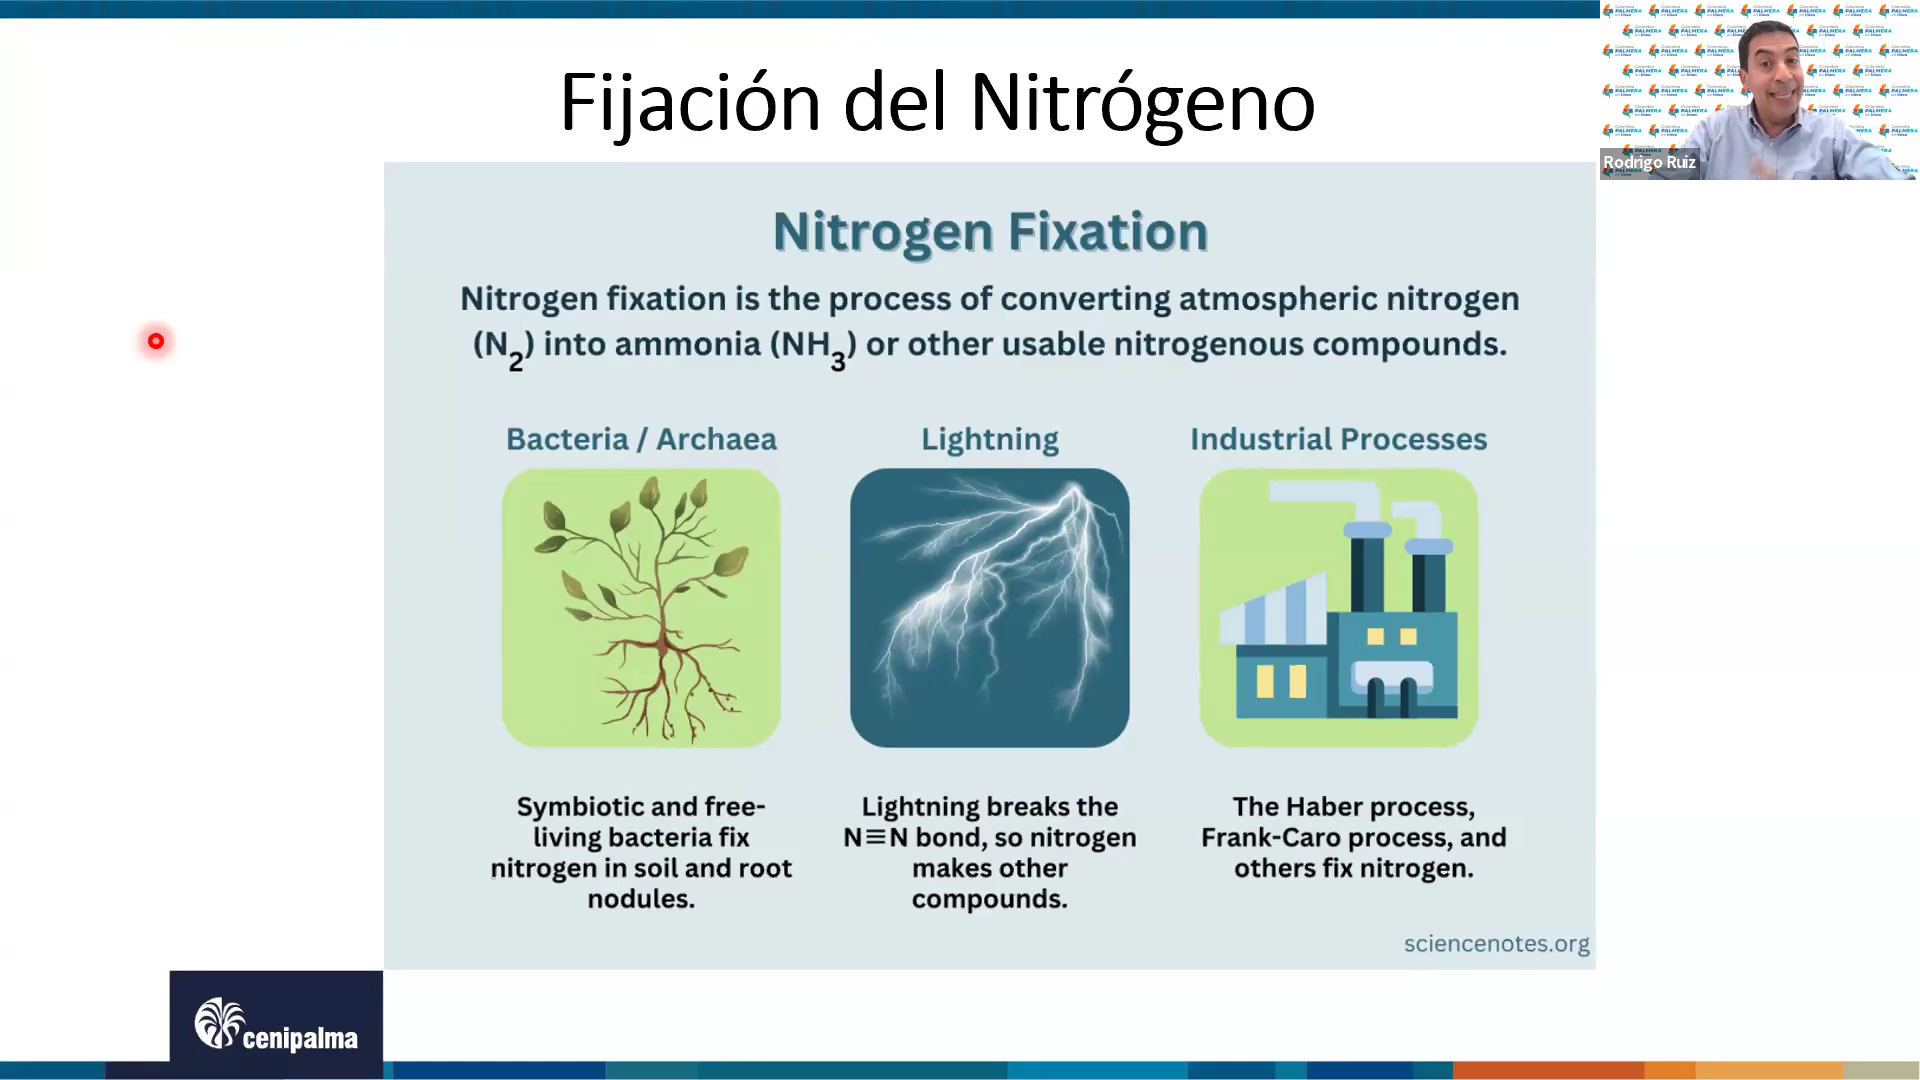 Fijación del Nitrógeno
Rodrigo Ruiz
Nitrogen Fixation
Nitrogen fixation is the process of converting atmospheric nitrogen
(N2) into ammonia (NH3) or other usable nitrogenous compounds.
Bacteria / Archaea
Lightning
Industrial Processes
Symbiotic and free-
living bacteria fix
nitrogen in soil and root
nodules.
Lightning breaks the
N≡N bond, so nitrogen
makes other
compounds.
The Haber process,
Frank-Caro process, and
others fix nitrogen.
sciencenotes.org
cenipalma